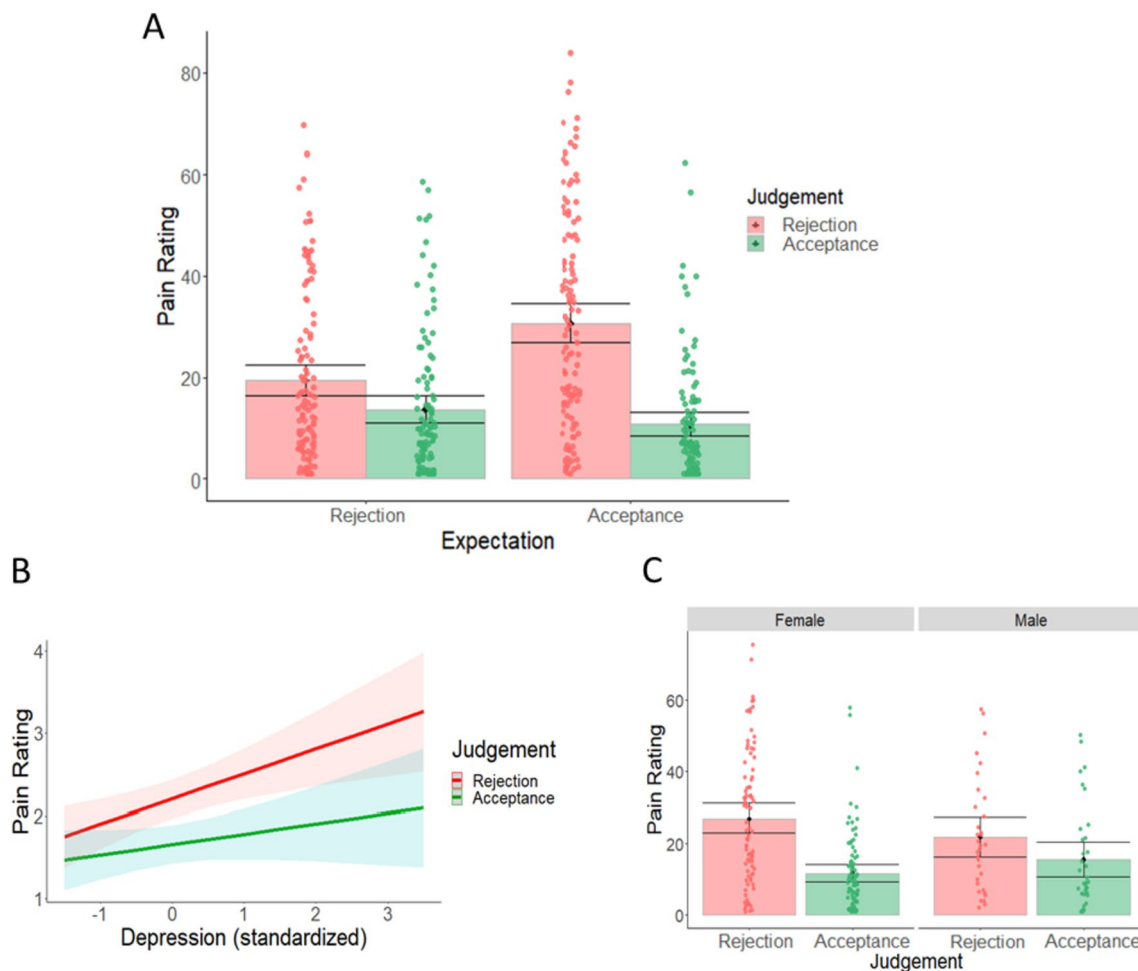 A
80
60
40
20
0
Pain Rating
Rejection Acceptance
Expectation
Judgement
Rejection
Acceptance
B
4
3
2
1
Pain Rating
-1 0 1 2 3
Depression (standardized)
Judgement
Rejection
Acceptance
C
Female Male
60
40
20
0
Pain Rating
Rejection Acceptance Rejection Acceptance
Judgement